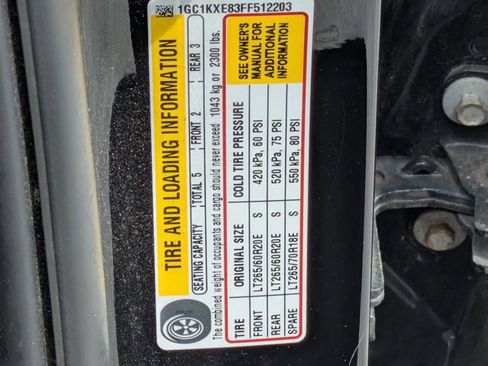 1GC1KXE83FF512203
TIRE AND LOADING INFORMATION
SEATING CAPACITY TOTAL 5 FRONT 2 REAR 3
The combined weight of occupants and cargo should never exceed 1043 kg or 2300 lbs.
TIRE ORIGINAL SIZE COLD TIRE PRESSURE
FRONT LT265/60R20E S 420 kPa, 60 PSI
REAR LT265/60R20E S 520 kPa, 75 PSI
SPARE LT265/70R18E S 550 kPa, 80 PSI
SEE OWNER'S
MANUAL FOR
ADDITIONAL
INFORMATION